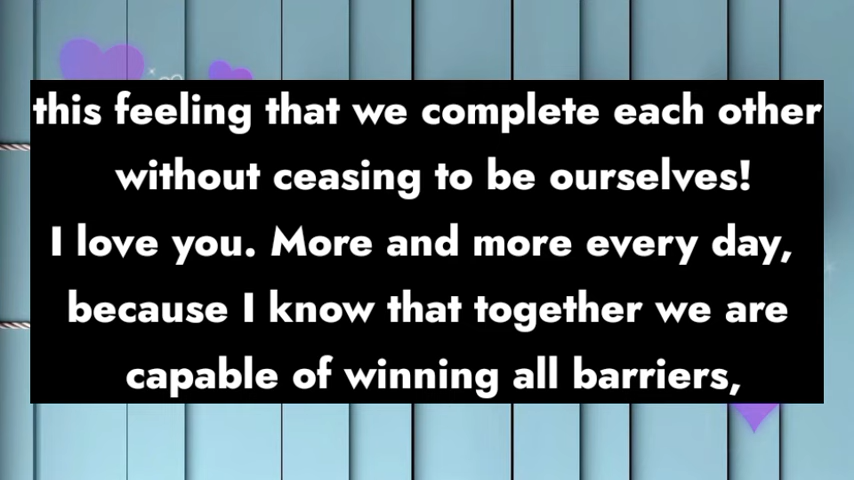 this feeling that we complete each other
without ceasing to be ourselves!
I love you. More and more every day,
because I know that together we are
capable of winning all barriers,